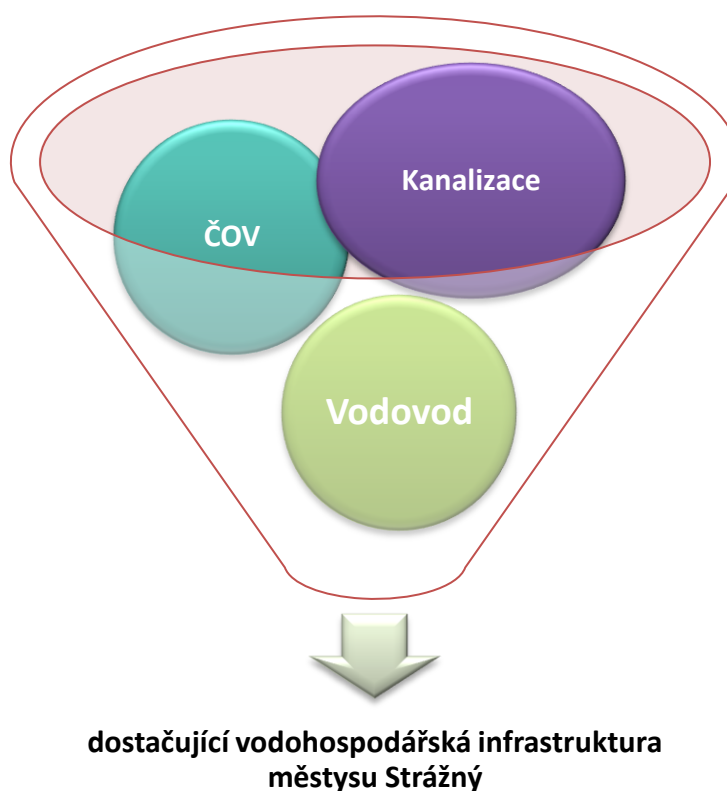 Kanalizace
ČOV
Vodovod
dostačující vodohospodářská infrastruktura
městysu Strážný